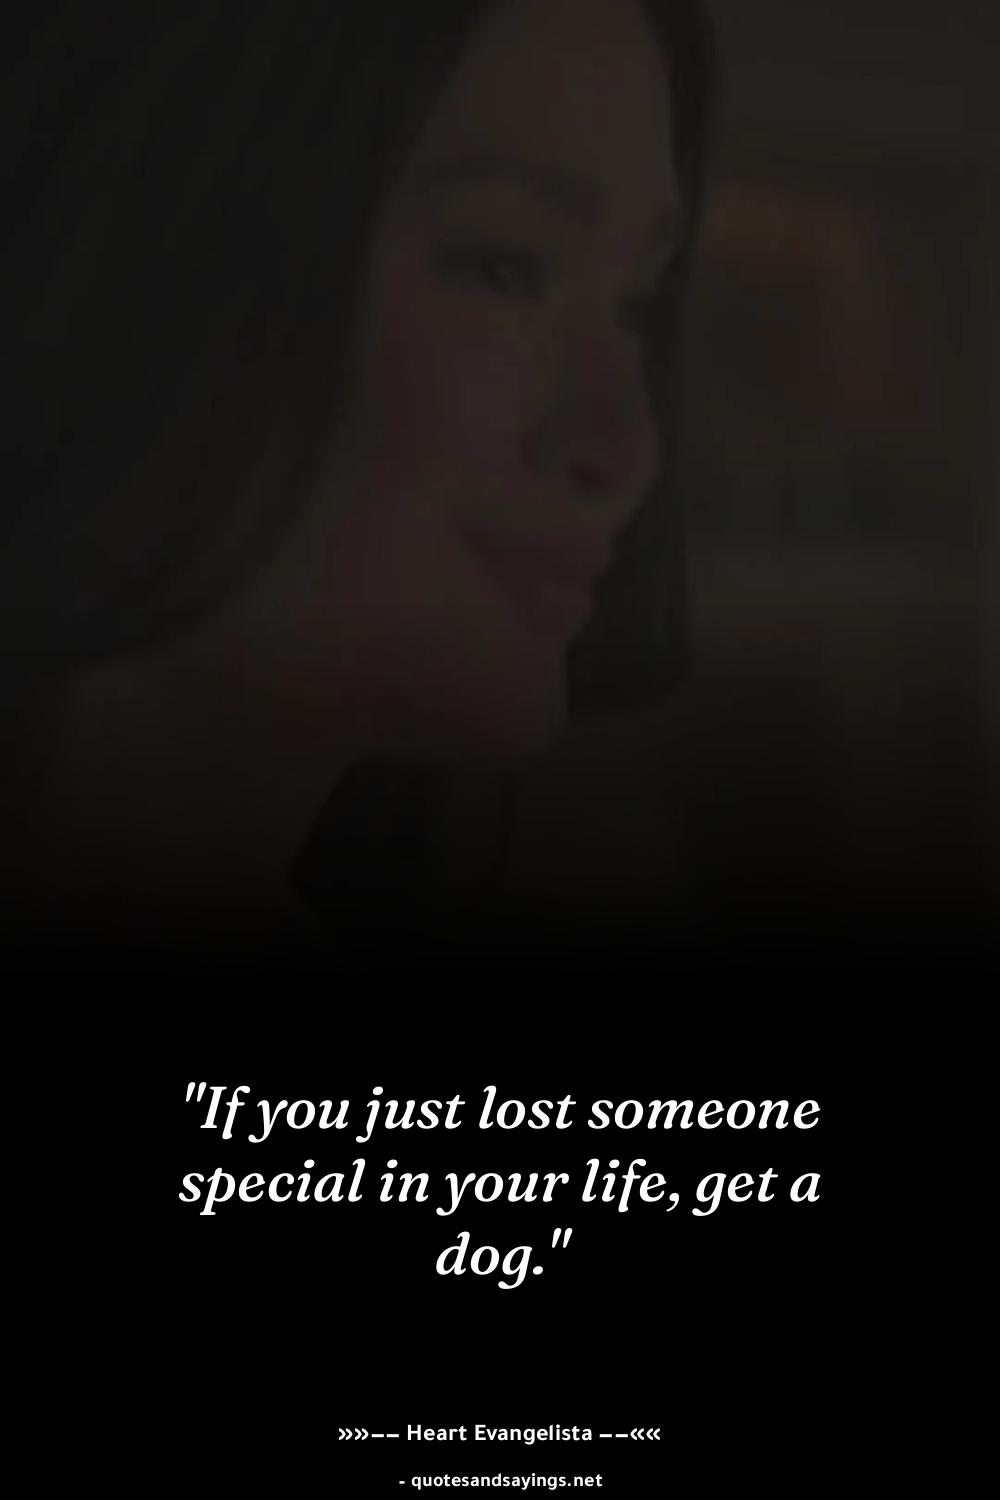 "If you just lost someone
special in your life, get a
dog."
»»−− Heart Evangelista −−««
- quotesandsayings.net